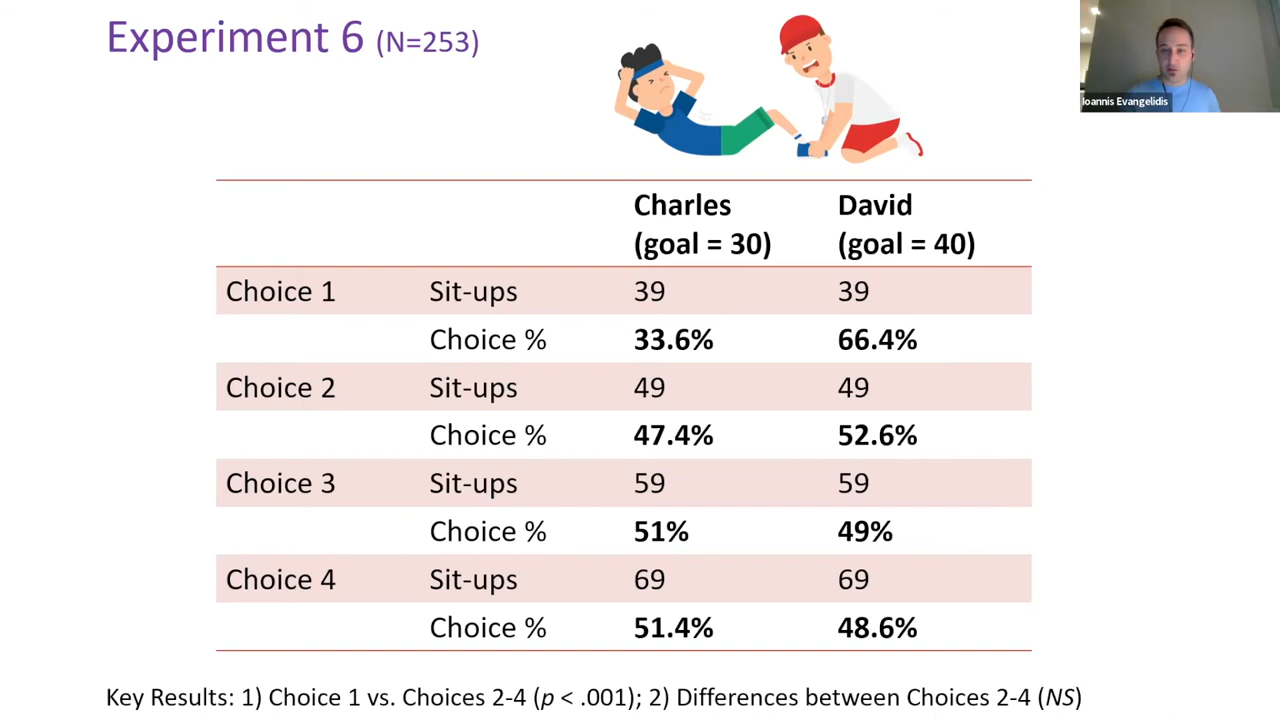 Experiment 6 (N=253)
Ioannis Evangelidis
Charles David
(goal = 30) (goal = 40)
Choice 1 Sit-ups 39 39
Choice % 33.6% 66.4%
Choice 2 Sit-ups 49 49
Choice % 47.4% 52.6%
Choice 3 Sit-ups 59 59
Choice % 51% 49%
Choice 4 Sit-ups 69 69
Choice % 51.4% 48.6%
Key Results: 1) Choice 1 vs. Choices 2-4 (p < .001); 2) Differences between Choices 2-4 (NS)